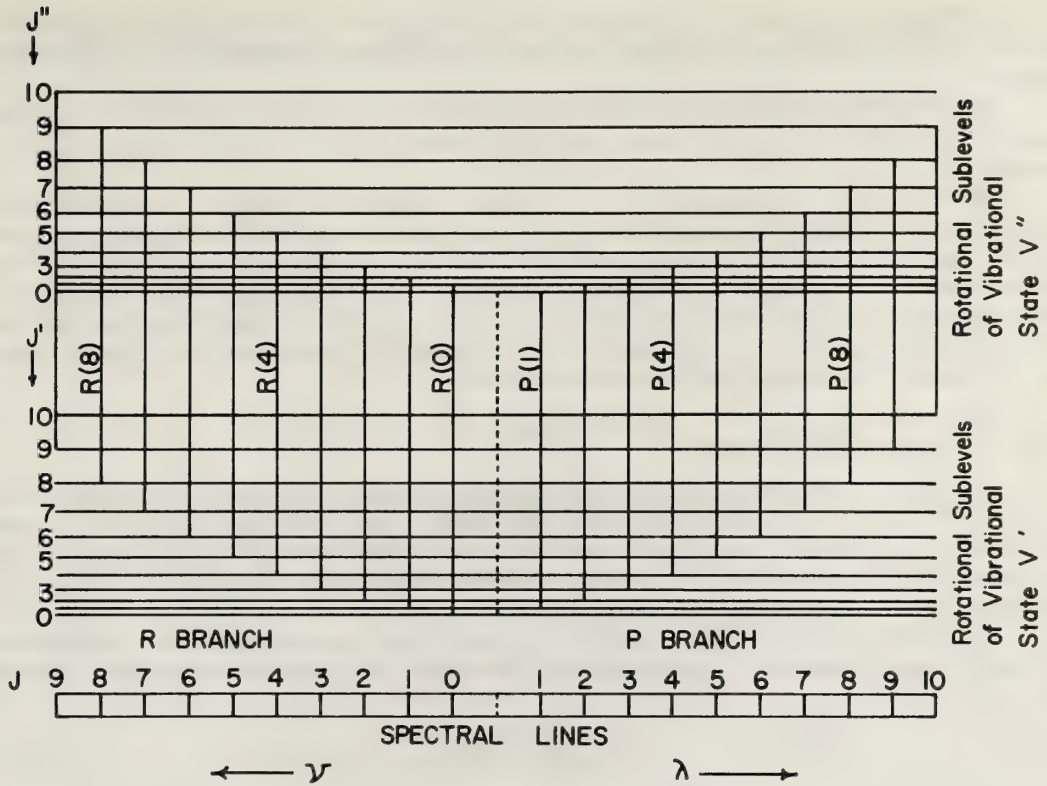 J"
↓
10
9
8
7
6
5
3
0
J'
↓
10
9
8
7
6
5
3
0
R(8)
R(4)
R(0)
P(1)
P(4)
P(8)
Rotational Sublevels
of Vibrational
State V"
Rotational Sublevels
of Vibrational
State V'
R BRANCH
P BRANCH
J 9 8 7 6 5 4 3 2 1 0 1 2 3 4 5 6 7 8 9 10
SPECTRAL LINES
← ν
λ →